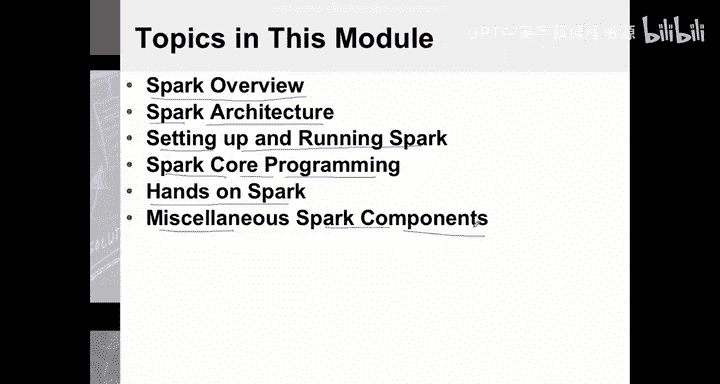 Topics in This Module
bilibili
• Spark Overview
• Spark Architecture
• Setting up and Running Spark
• Spark Core Programming
• Hands on Spark
• Miscellaneous Spark Components